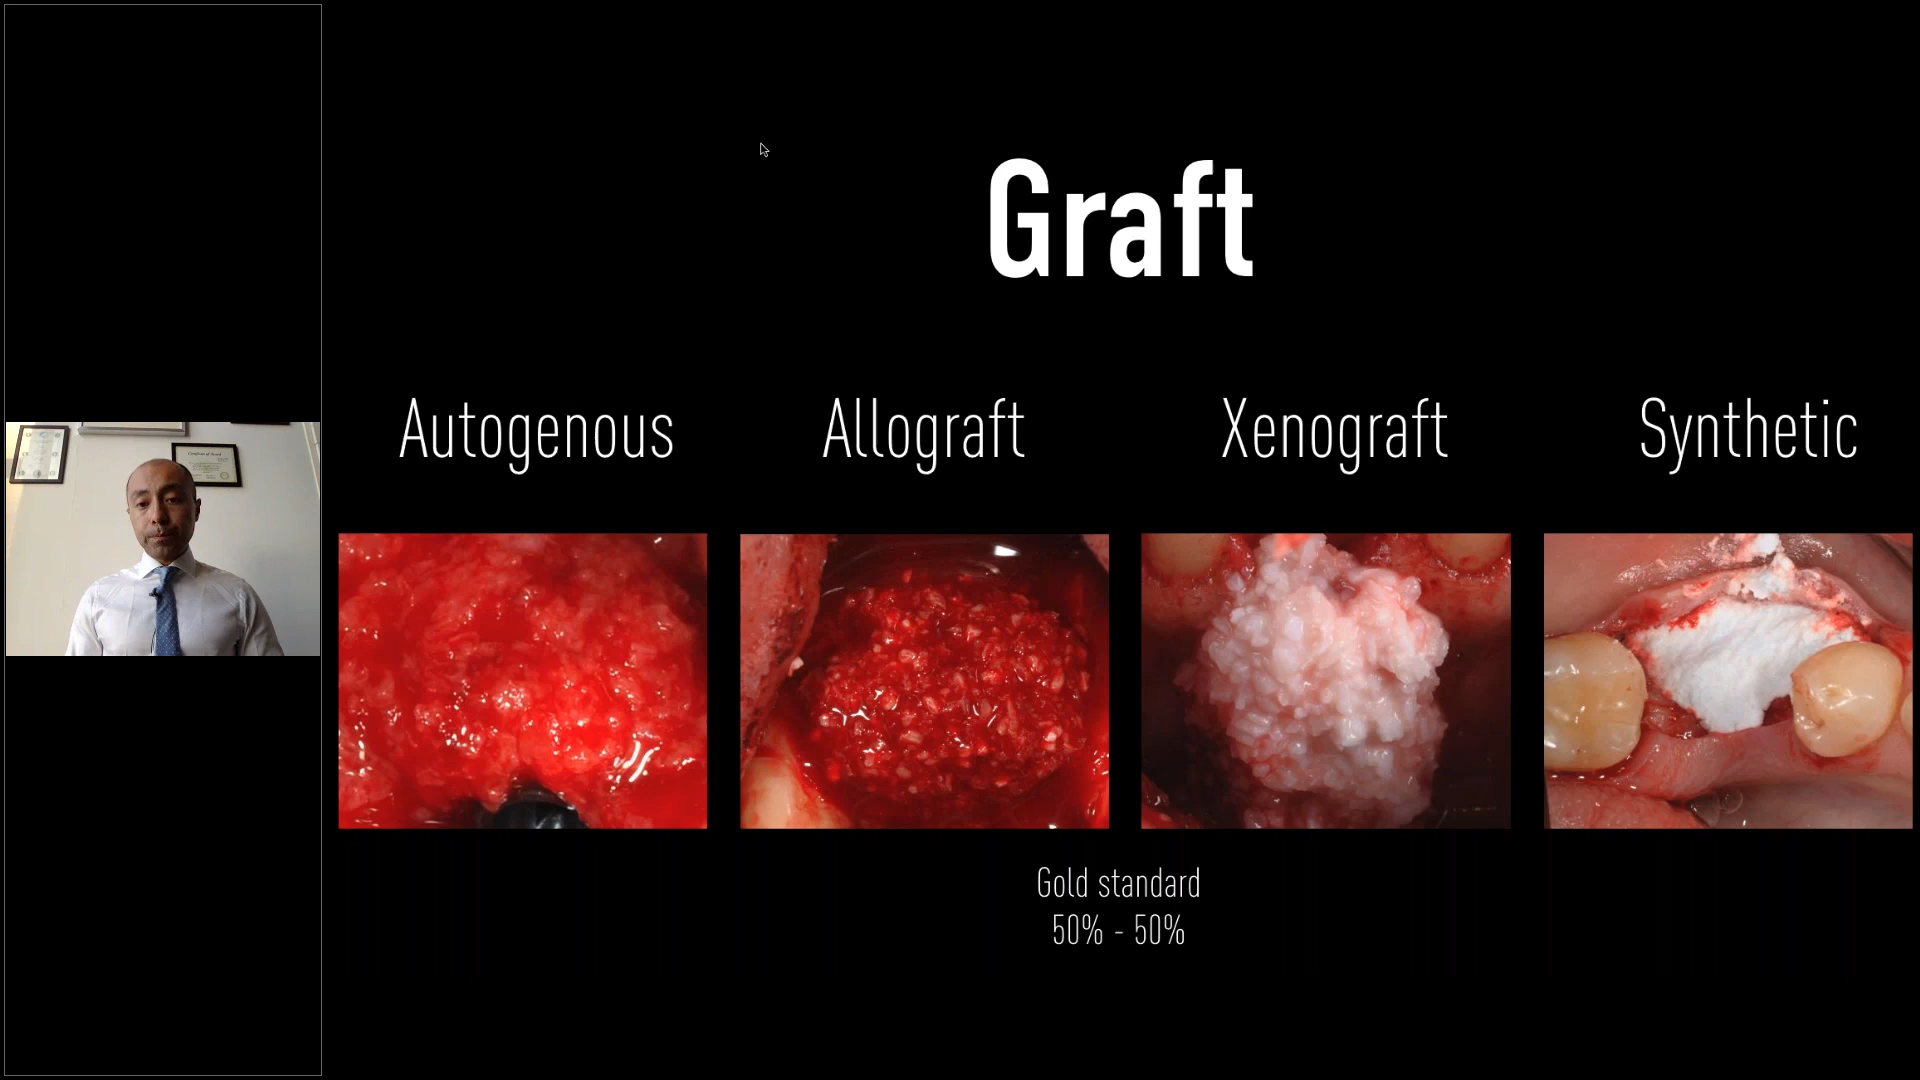 Graft
Autogenous Allograft Xenograft Synthetic
Gold standard
50% - 50%